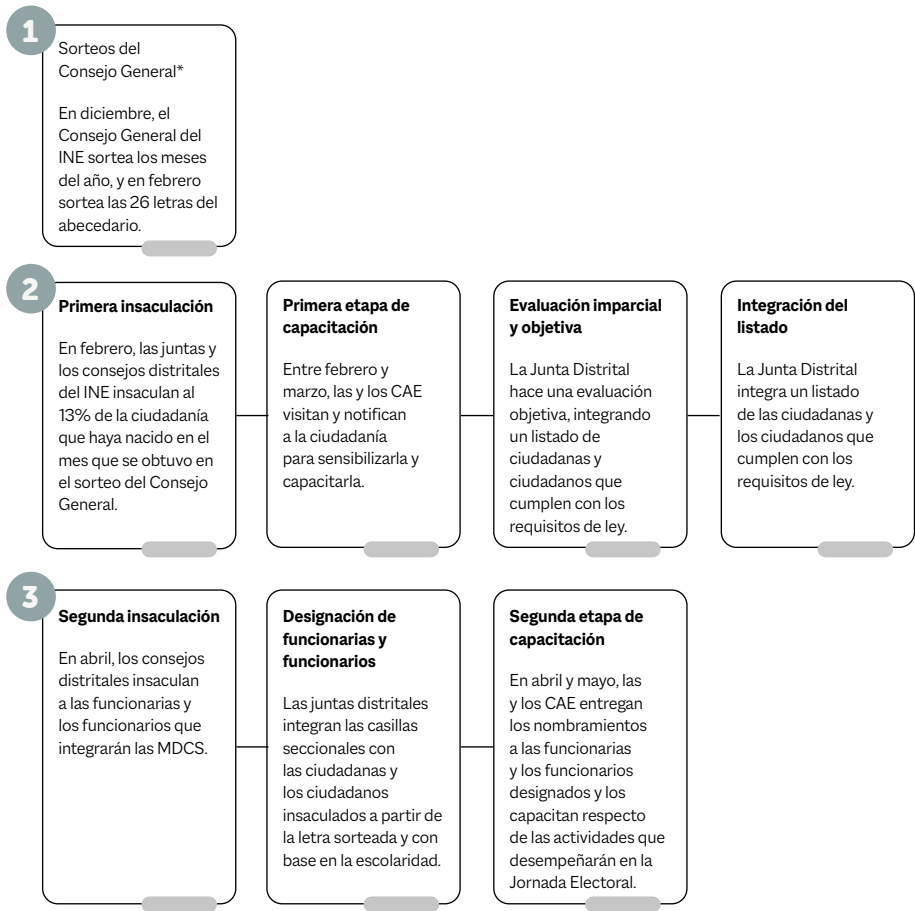 1
Sorteos del
Consejo General*
En diciembre, el
Consejo General del
INE sortea los meses
del año, y en febrero
sortea las 26 letras del
abecedario.
2
Primera insaculación
En febrero, las juntas y
los consejos distritales
del INE insaculan al
13% de la ciudadanía
que haya nacido en el
mes que se obtuvo en
el sorteo del Consejo
General.
Primera etapa de
capacitación
Entre febrero y
marzo, las y los CAE
visitan y notifican
a la ciudadanía
para sensibilizarla y
capacitarla.
Evaluación imparcial
y objetiva
La Junta Distrital
hace una evaluación
objetiva, integrando
un listado de
ciudadanas y
ciudadanos que
cumplen con los
requisitos de ley.
Integración del
listado
La Junta Distrital
integra un listado
de las ciudadanas y
los ciudadanos que
cumplen con los
requisitos de ley.
3
Segunda insaculación
En abril, los consejos
distritales insaculan
a las funcionarias y
los funcionarios que
integrarán las MDCS.
Designación de
funcionarias y
funcionarios
Las juntas distritales
integran las casillas
seccionales con
las ciudadanas y
los ciudadanos
insaculados a partir de
la letra sorteada y con
base en la escolaridad.
Segunda etapa de
capacitación
En abril y mayo, las
y los CAE entregan
los nombramientos
a las funcionarias
y los funcionarios
designados y los
capacitan respecto
de las actividades que
desempeñarán en la
Jornada Electoral.